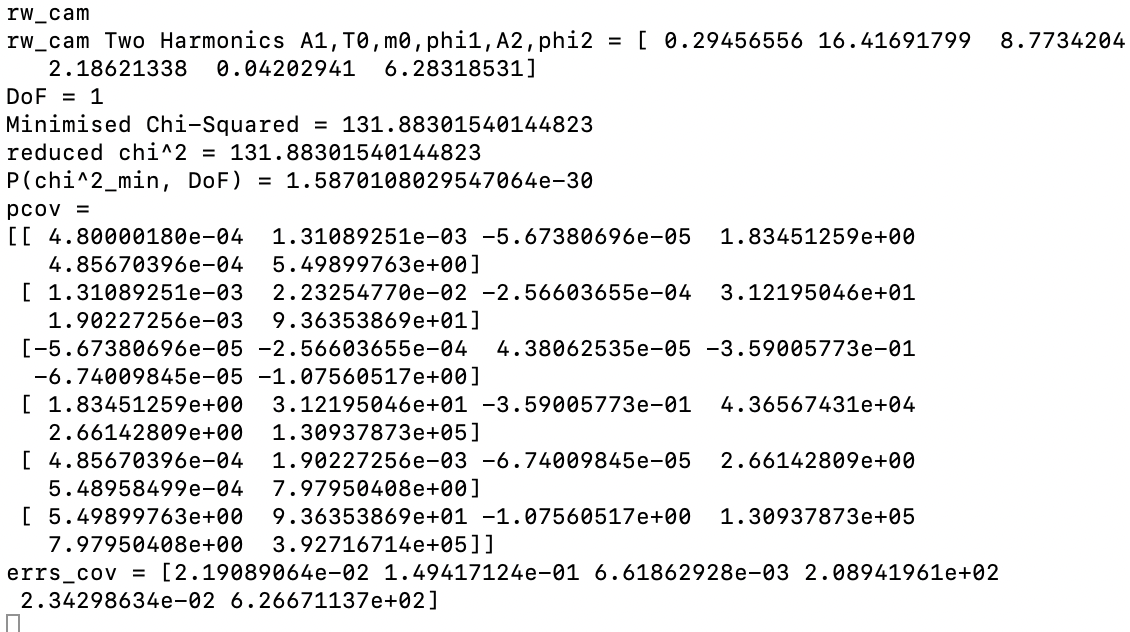 rw_cam
rw_cam Two Harmonics A1,T0,m0,phi1,A2,phi2 = [ 0.29456556 16.41691799  8.7734204
    2.18621338  0.04202941  6.28318531]
DoF = 1
Minimised Chi-Squared = 131.88301540144823
reduced chi^2 = 131.88301540144823
P(chi^2_min, DoF) = 1.5870108029547064e-30
pcov =
[[ 4.80000180e-04  1.31089251e-03 -5.67380696e-05  1.83451259e+00
   4.85670396e-04  5.49899763e+00]
 [ 1.31089251e-03  2.23254770e-02 -2.56603655e-04  3.12195046e+01
   1.90227256e-03  9.36353869e+01]
 [-5.67380696e-05 -2.56603655e-04  4.38062535e-05 -3.59005773e-01
  -6.74009845e-05 -1.07560517e+00]
 [ 1.83451259e+00  3.12195046e+01 -3.59005773e-01  4.36567431e+04
   2.66142809e+00  1.30937873e+05]
 [ 4.85670396e-04  1.90227256e-03 -6.74009845e-05  2.66142809e+00
   5.48958499e-04  7.97950408e+00]
 [ 5.49899763e+00  9.36353869e+01 -1.07560517e+00  1.30937873e+05
   7.97950408e+00  3.92716714e+05]]
errs_cov = [2.19089064e-02 1.49417124e-01 6.61862928e-03 2.08941961e+02
 2.34298634e-02 6.26671137e+02]